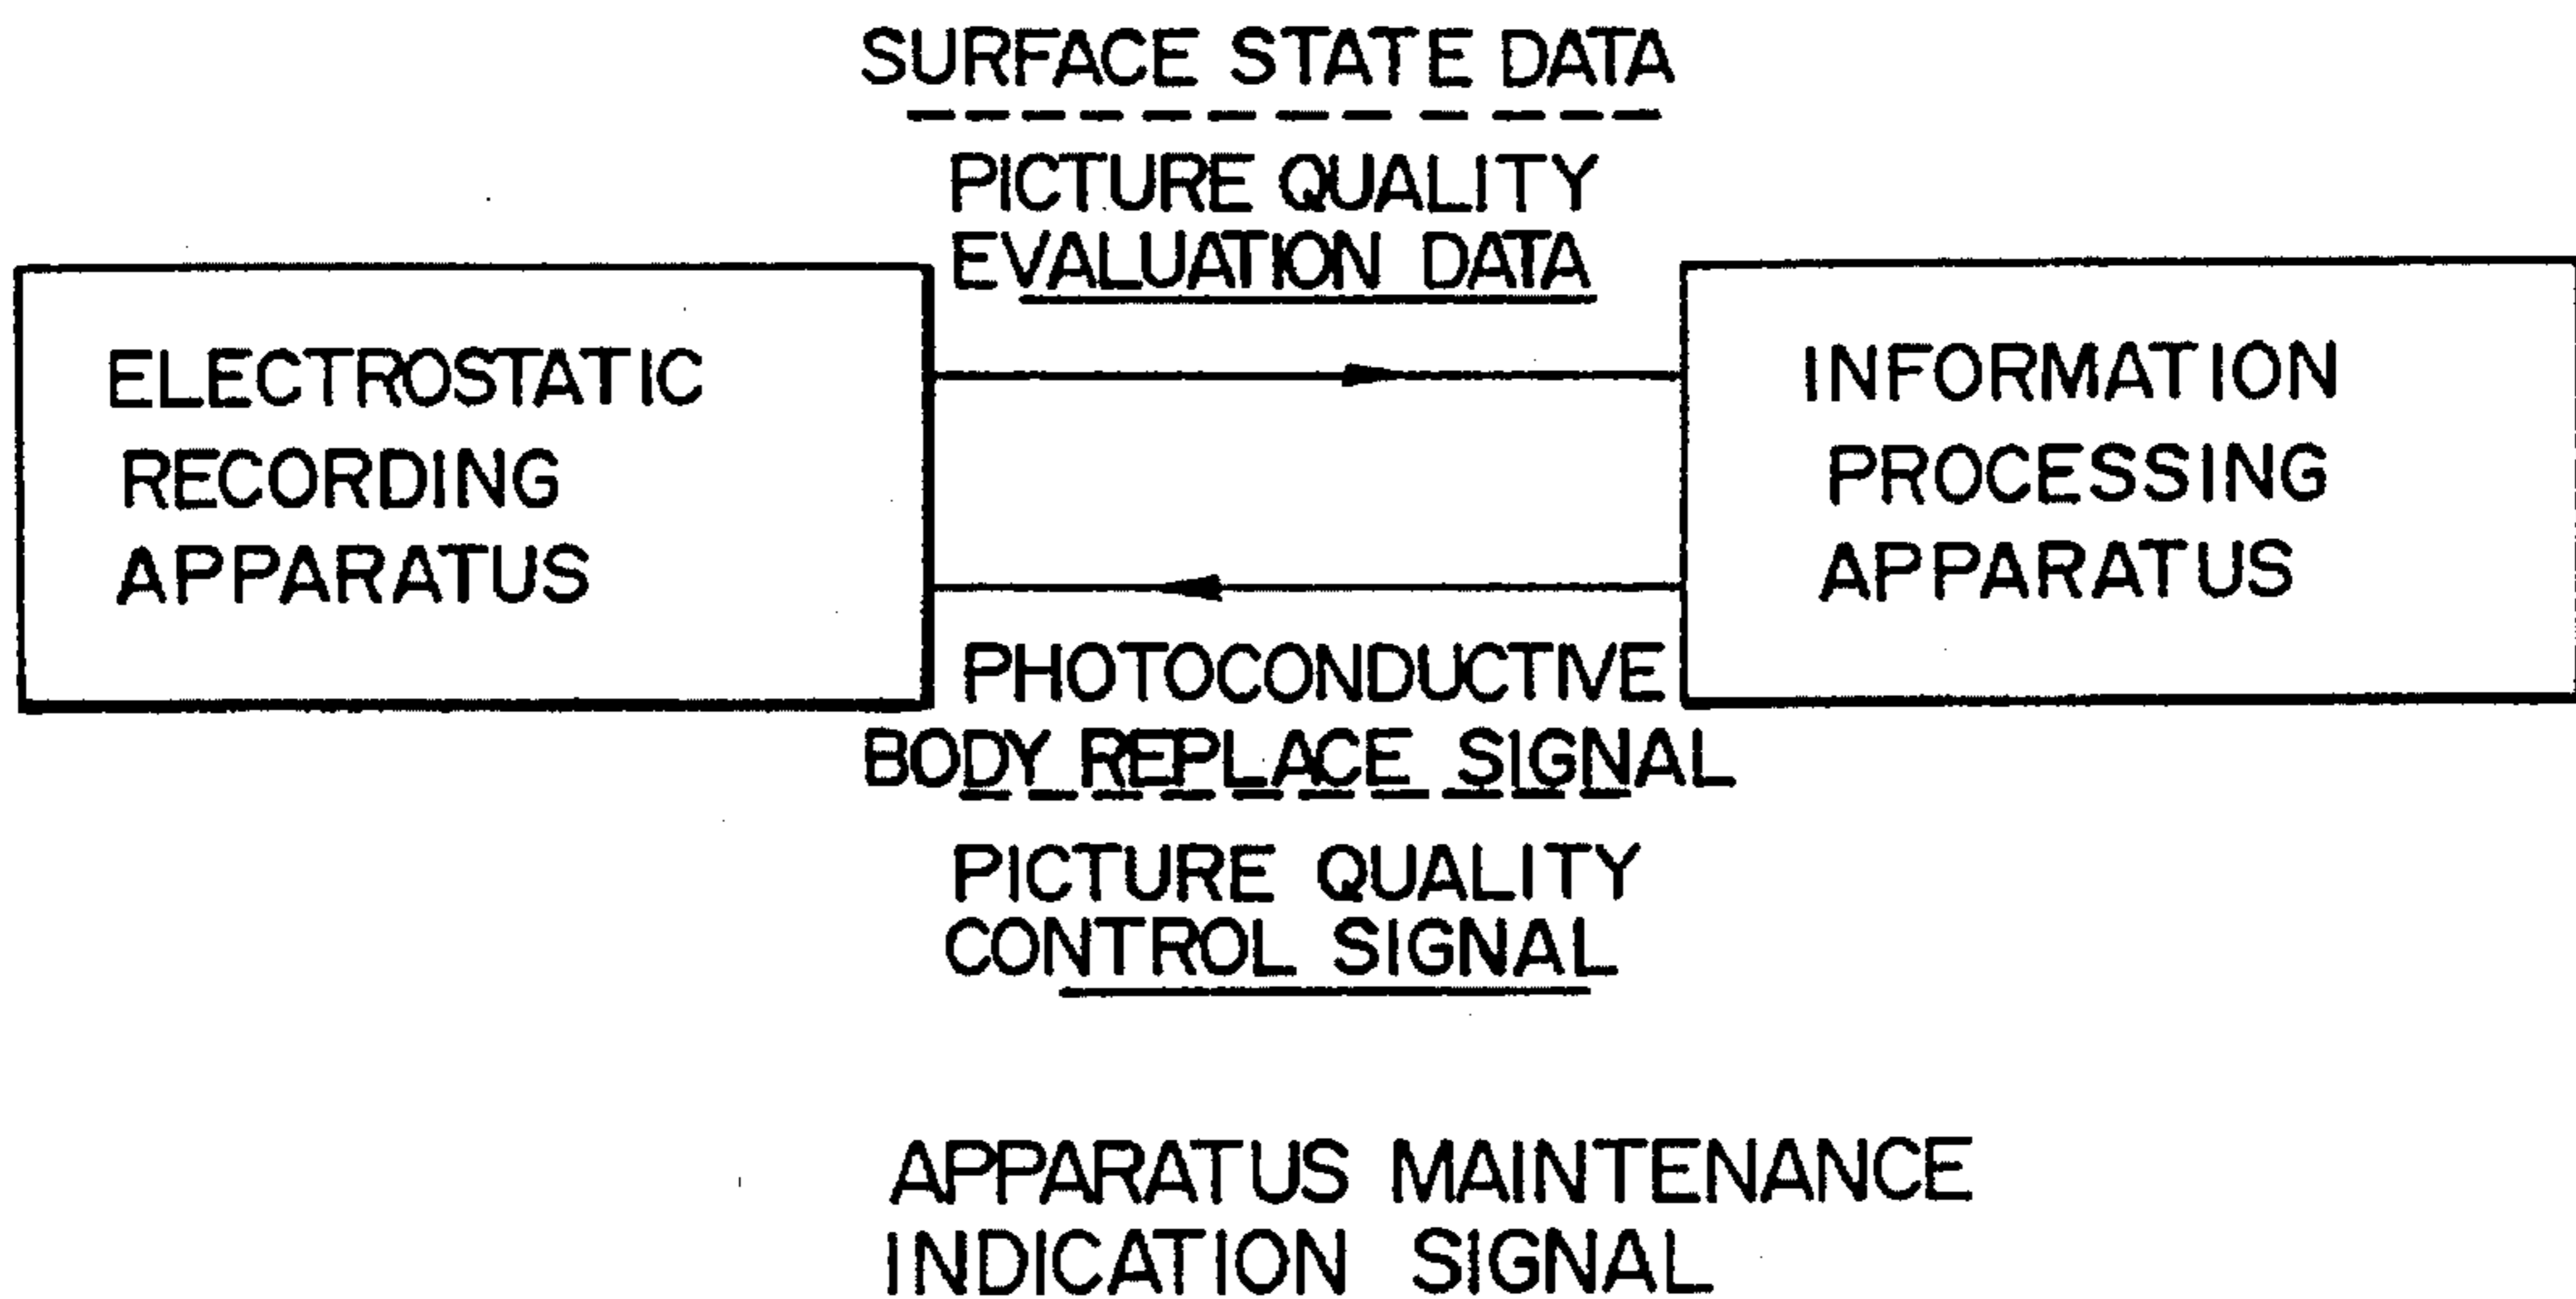 SURFACE STATE DATA
PICTURE QUALITY
EVALUATION DATA
ELECTROSTATIC
RECORDING
APPARATUS
INFORMATION
PROCESSING
APPARATUS
PHOTOCONDUCTIVE
BODY REPLACE SIGNAL
PICTURE QUALITY
CONTROL SIGNAL
APPARATUS MAINTENANCE
INDICATION SIGNAL